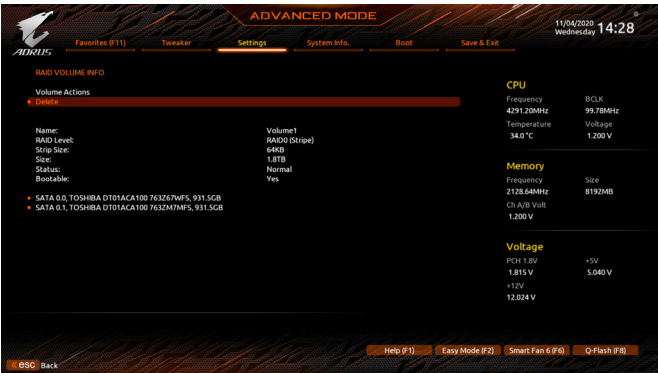 ADVANCED MODE
11/04/2020
Wednesday
14:28
AORUS
Favorites (F11) Tweaker Settings System Info. Boot Save & Exit
RAID VOLUME INFO
Volume Actions
Delete
Name: Volume1
RAID Level: RAID0 (Stripe)
Strip Size: 64KB
Size: 1.8TB
Status: Normal
Bootable: Yes
SATA 0.0, TOSHIBA DT01ACA100 763Z67WFS, 931.5GB
SATA 0.1, TOSHIBA DT01ACA100 763ZM7MFS, 931.5GB
CPU
Frequency BCLK
4291.20MHz 99.78MHz
Temperature Voltage
34.0 °C 1.200 V
Memory
Frequency Size
2128.64MHz 8192MB
Ch A/B Volt
1.200 V
Voltage
PCH 1.8V +5V
1.815 V 5.040 V
+12V
12.024 V
Help (F1) Easy Mode (F2) Smart Fan 6 (F6) Q-Flash (F8)
esc Back